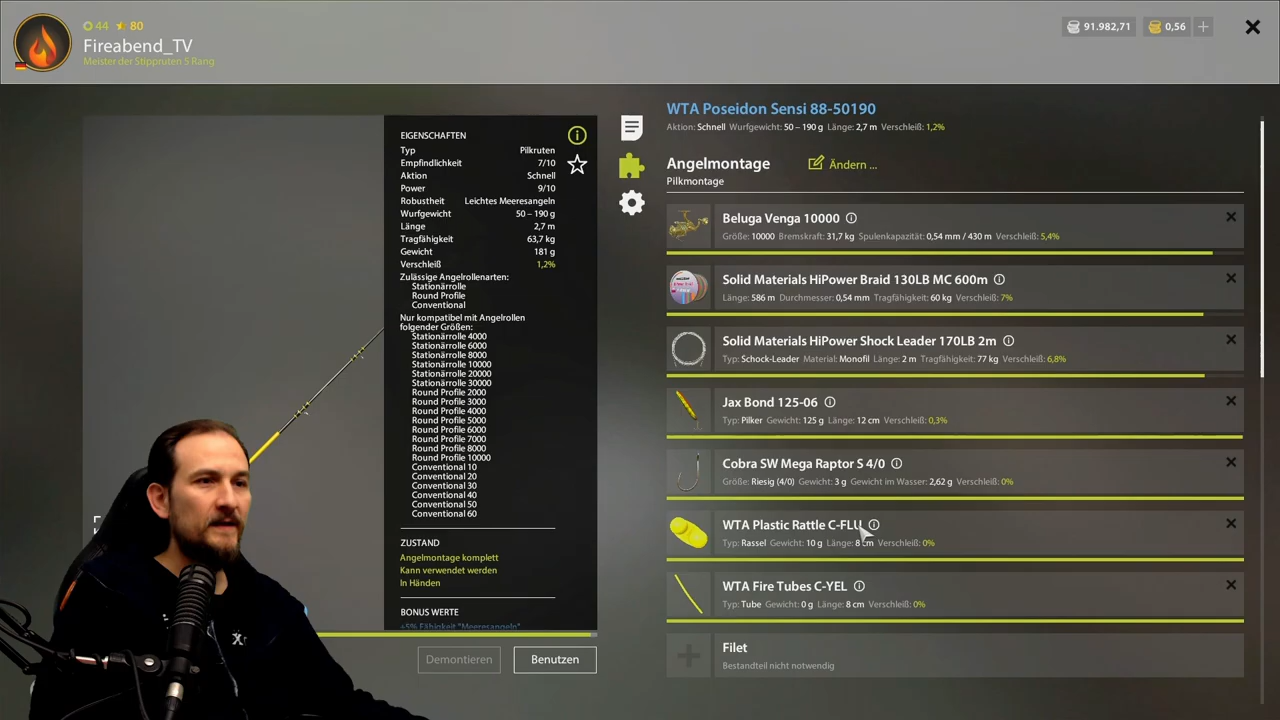 44 80
Fireabend_TV
Meister der Stippruten S Rang
91.982,71 0,56
EIGENSCHAFTEN
Typ Pilkruten
Empfindlichkeit 7/10
Aktion Schnell
Power 9/10
Robustheit Leichtes Meeresangeln
Wurfgewicht 50 – 190 g
Länge 2,7 m
Tragfähigkeit 63,7 kg
Gewicht 181 g
Verschleiß 1,2%
Zulässige Angelrollenarten:
Stationärrolle
Round Profile
Conventional
Nur kompatibel mit Angelrollen
folgender Größen:
Stationärrolle 4000
Stationärrolle 6000
Stationärrolle 8000
Stationärrolle 10000
Stationärrolle 20000
Stationärrolle 30000
Round Profile 2000
Round Profile 3000
Round Profile 4000
Round Profile 5000
Round Profile 6000
Round Profile 7000
Round Profile 8000
Round Profile 10000
Conventional 10
Conventional 20
Conventional 30
Conventional 40
Conventional 50
Conventional 60
ZUSTAND
Angelmontage komplett
Kann verwendet werden
In Händen
BONUS WERTE
+5% Fähigkeit "Meeresangeln"
Demontieren Benutzen
WTA Poseidon Sensi 88-50190
Aktion: Schnell Wurfgewicht: 50 – 190 g Länge: 2,7 m Verschleiß: 1,2%
Angelmontage Ändern ...
Pilkmontage
Beluga Venga 10000
Größe: 10000 Bremskraft: 31,7 kg Spulenkapazität: 0,54 mm / 430 m Verschleiß: 5,4%
Solid Materials HiPower Braid 130LB MC 600m
Länge: 586 m Durchmesser: 0,54 mm Tragfähigkeit: 60 kg Verschleiß: 7%
Solid Materials HiPower Shock Leader 170LB 2m
Typ: Schock-Leader Material: Monofil Länge: 2 m Tragfähigkeit: 77 kg Verschleiß: 6,8%
Jax Bond 125-06
Typ: Pilker Gewicht: 125 g Länge: 12 cm Verschleiß: 0,3%
Cobra SW Mega Raptor S 4/0
Größe: Riesig (4/0) Gewicht: 3 g Gewicht im Wasser: 2,62 g Verschleiß: 0%
WTA Plastic Rattle C-FLU
Typ: Rassel Gewicht: 10 g Länge: 8 cm Verschleiß: 0%
WTA Fire Tubes C-YEL
Typ: Tube Gewicht: 0 g Länge: 8 cm Verschleiß: 0%
Filet
Bestandteil nicht notwendig